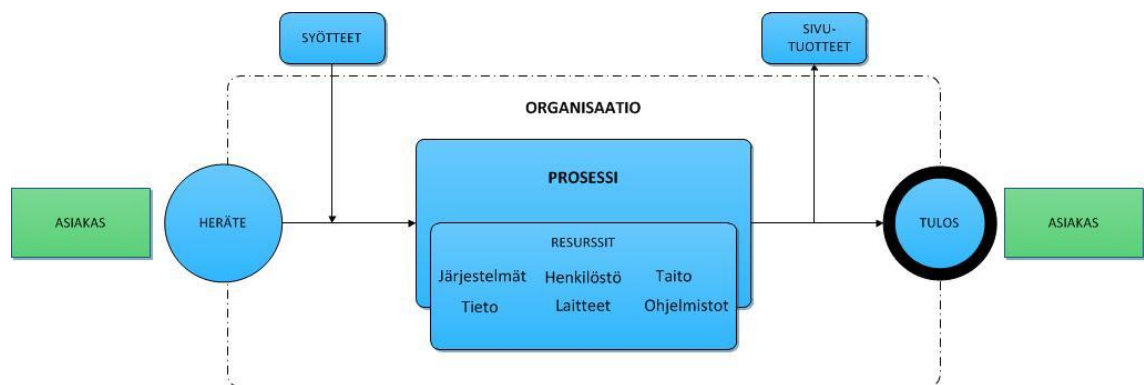 SYÖTTEET
SIVU-
TUOTTEET
ORGANISAATIO
PROSESSI
ASIAKAS
HERÄTE
TULOS
ASIAKAS
RESURSSIT
Järjestelmät Henkilöstö Taito
Tieto Laitteet Ohjelmistot